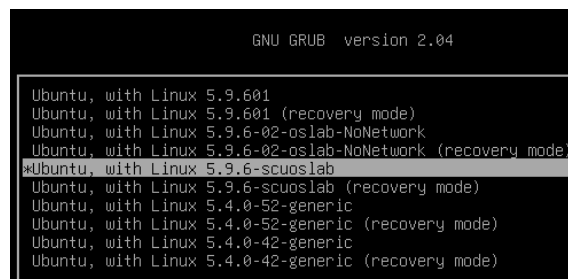 GNU GRUB version 2.04
Ubuntu, with Linux 5.9.601
Ubuntu, with Linux 5.9.601 (recovery mode)
Ubuntu, with Linux 5.9.6-02-oslab-NoNetwork
Ubuntu, with Linux 5.9.6-02-oslab-NoNetwork (recovery mode)
*Ubuntu, with Linux 5.9.6-scuoslab
Ubuntu, with Linux 5.9.6-scuoslab (recovery mode)
Ubuntu, with Linux 5.4.0-52-generic
Ubuntu, with Linux 5.4.0-52-generic (recovery mode)
Ubuntu, with Linux 5.4.0-42-generic
Ubuntu, with Linux 5.4.0-42-generic (recovery mode)